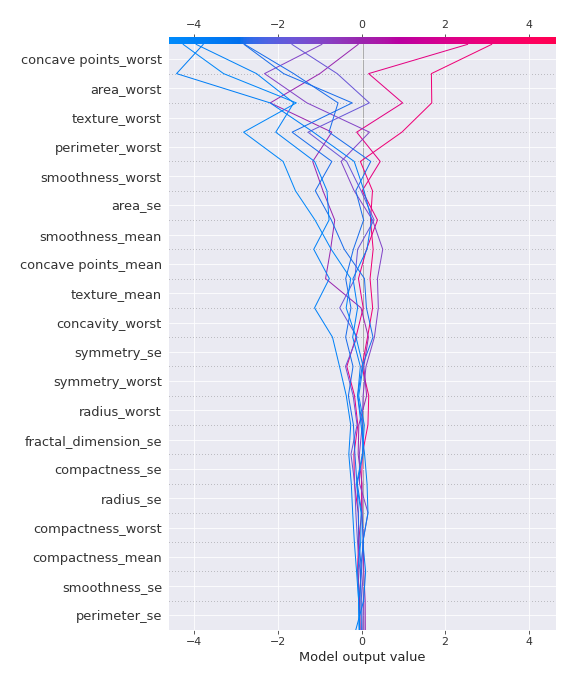 −4 −2 0 2 4
concave points_worst
area_worst
texture_worst
perimeter_worst
smoothness_worst
area_se
smoothness_mean
concave points_mean
texture_mean
concavity_worst
symmetry_se
symmetry_worst
radius_worst
fractal_dimension_se
compactness_se
radius_se
compactness_worst
compactness_mean
smoothness_se
perimeter_se
−4 −2 0 2 4
Model output value